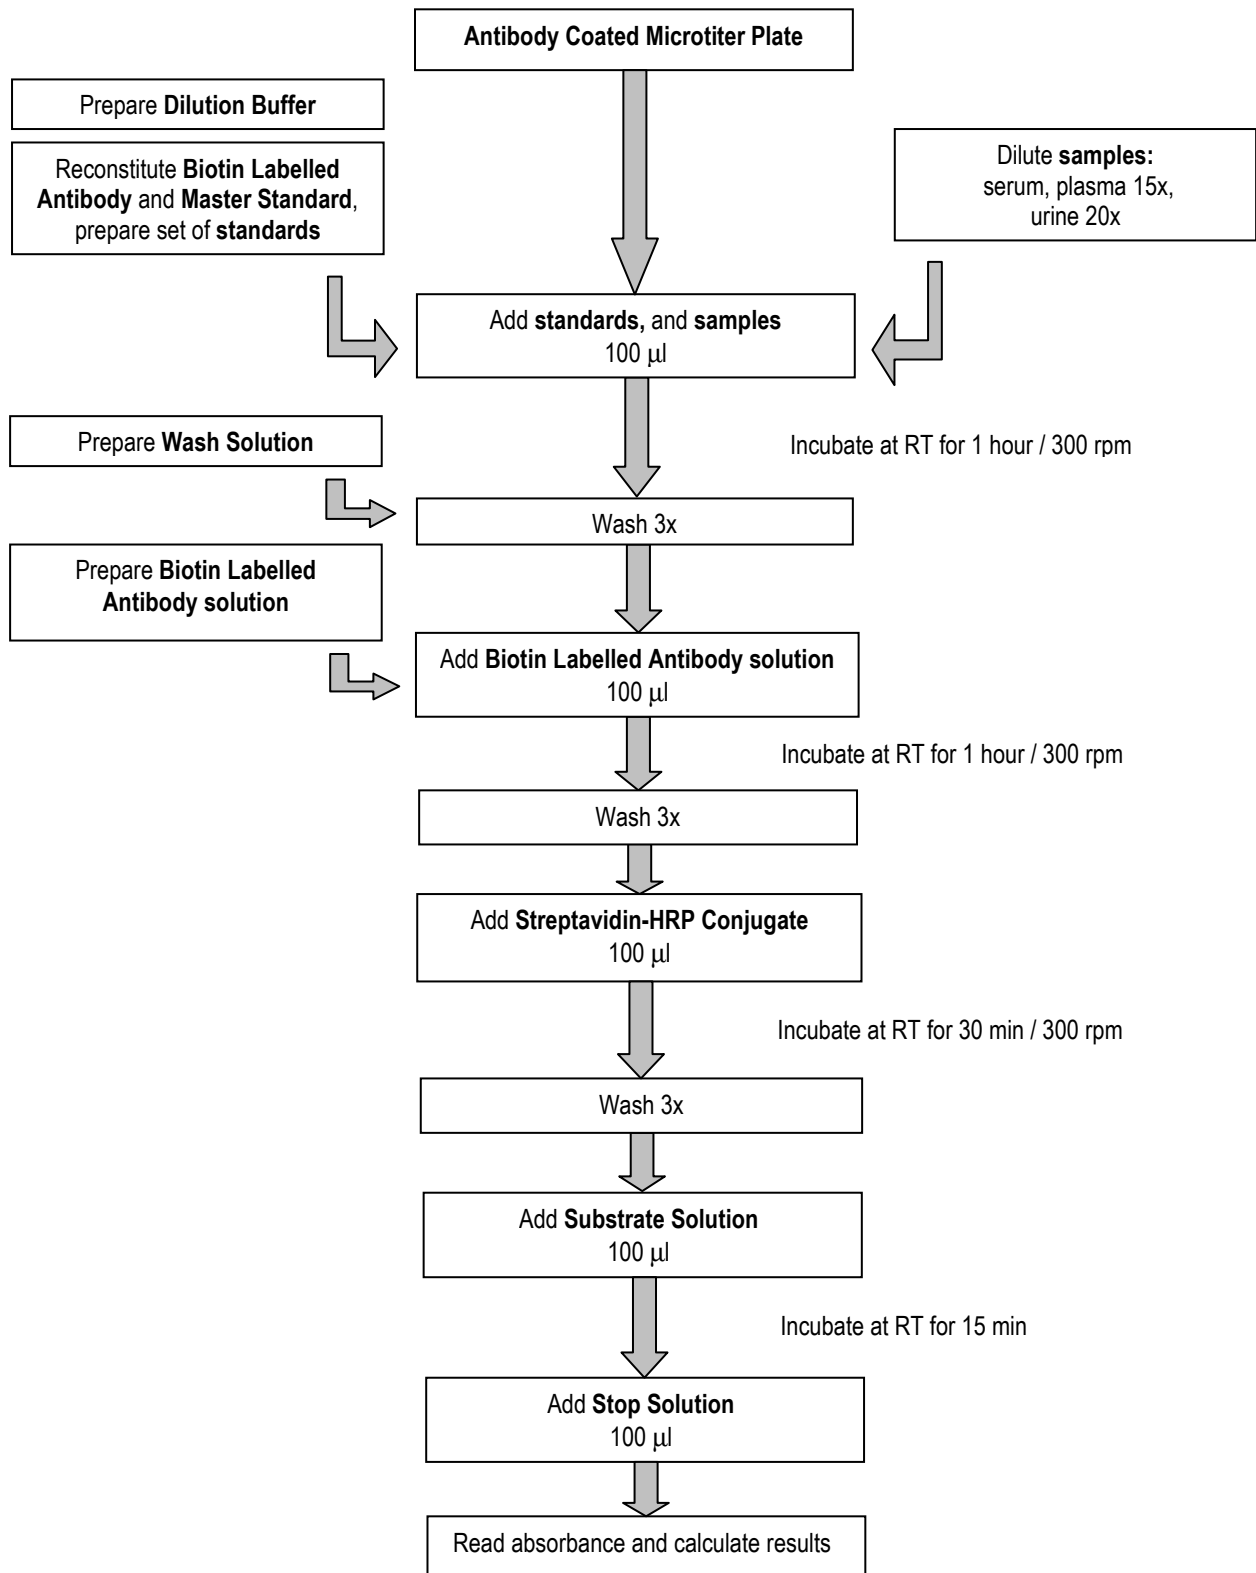 Antibody Coated Microtiter Plate
Prepare Dilution Buffer
Reconstitute Biotin Labelled
Antibody and Master Standard,
prepare set of standards
Dilute samples:
serum, plasma 15x,
urine 20x
Add standards, and samples
100 μl
Incubate at RT for 1 hour / 300 rpm
Prepare Wash Solution
Wash 3x
Prepare Biotin Labelled
Antibody solution
Add Biotin Labelled Antibody solution
100 μl
Incubate at RT for 1 hour / 300 rpm
Wash 3x
Add Streptavidin-HRP Conjugate
100 μl
Incubate at RT for 30 min / 300 rpm
Wash 3x
Add Substrate Solution
100 μl
Incubate at RT for 15 min
Add Stop Solution
100 μl
Read absorbance and calculate results